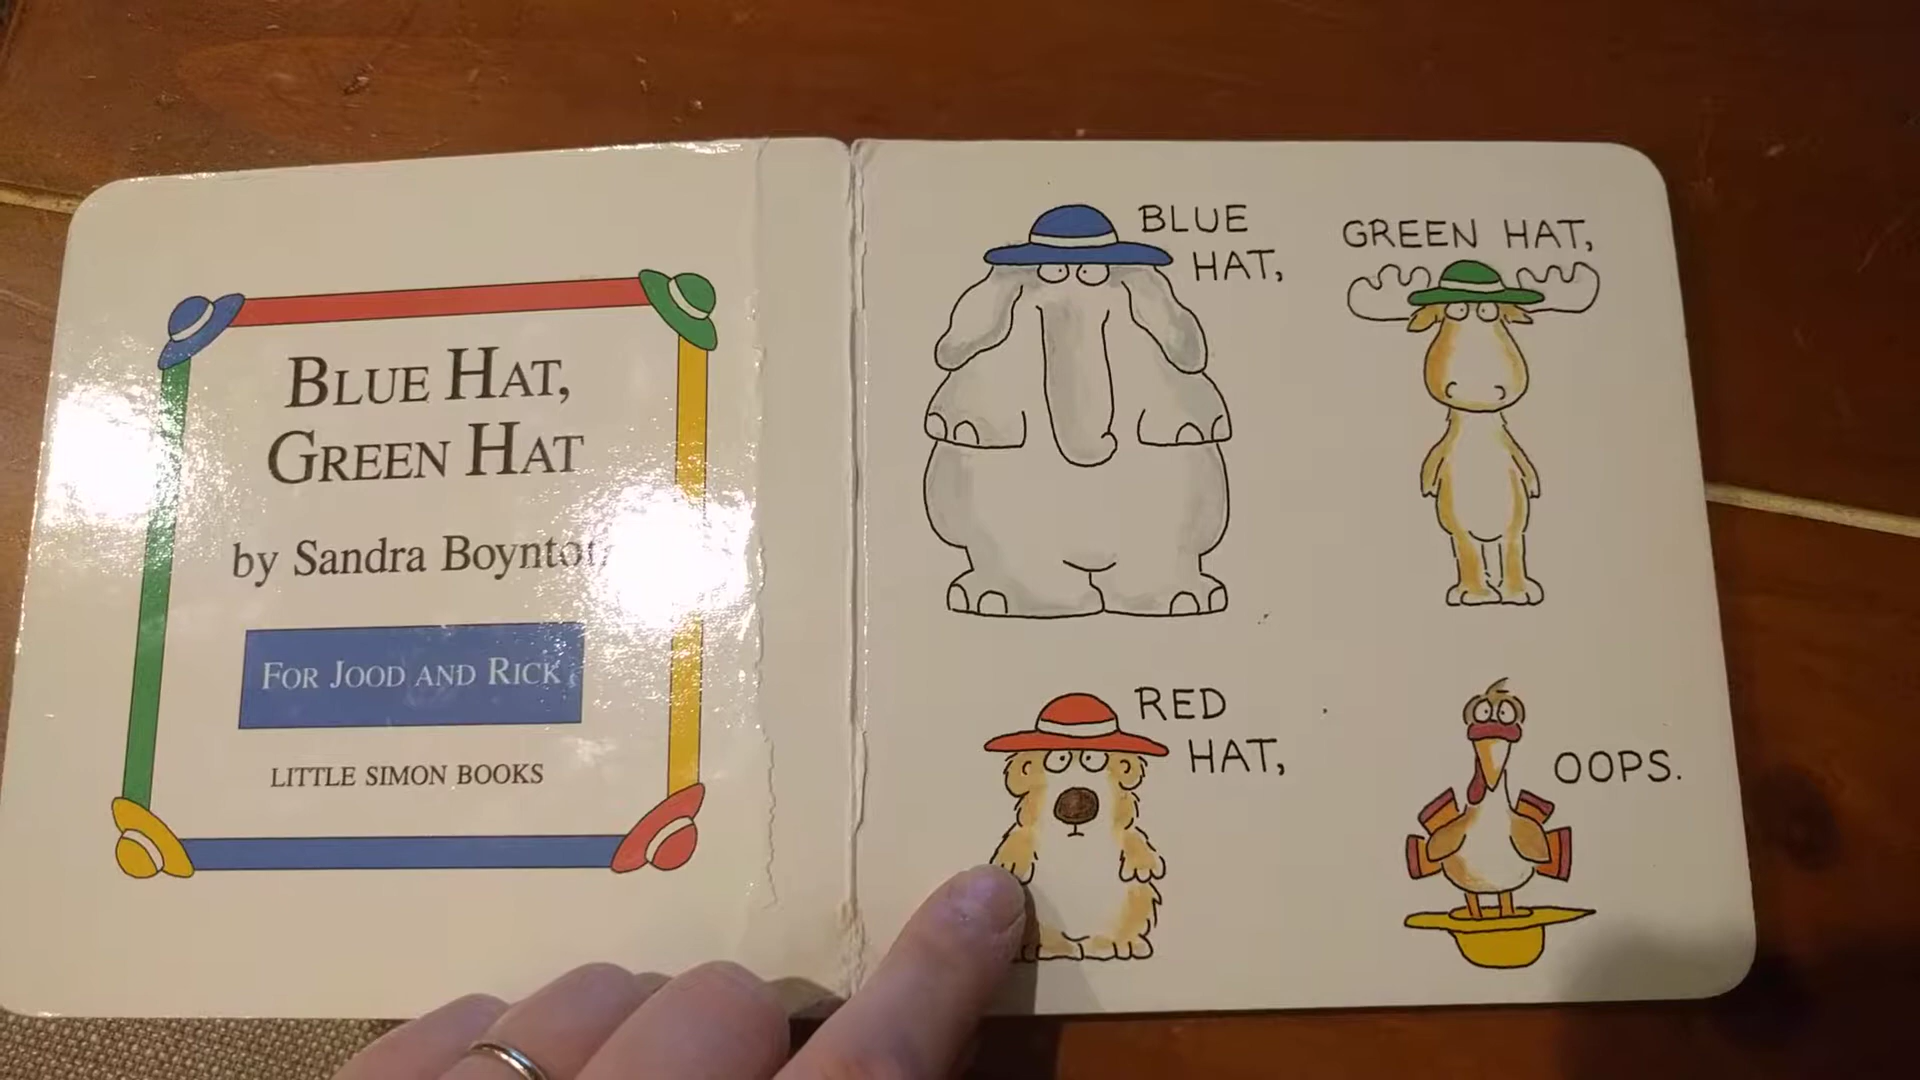 BLUE HAT,
GREEN HAT
by Sandra Boynton
FOR JOOD AND RICK
LITTLE SIMON BOOKS
BLUE
HAT,
GREEN HAT,
RED
HAT,
OOPS.